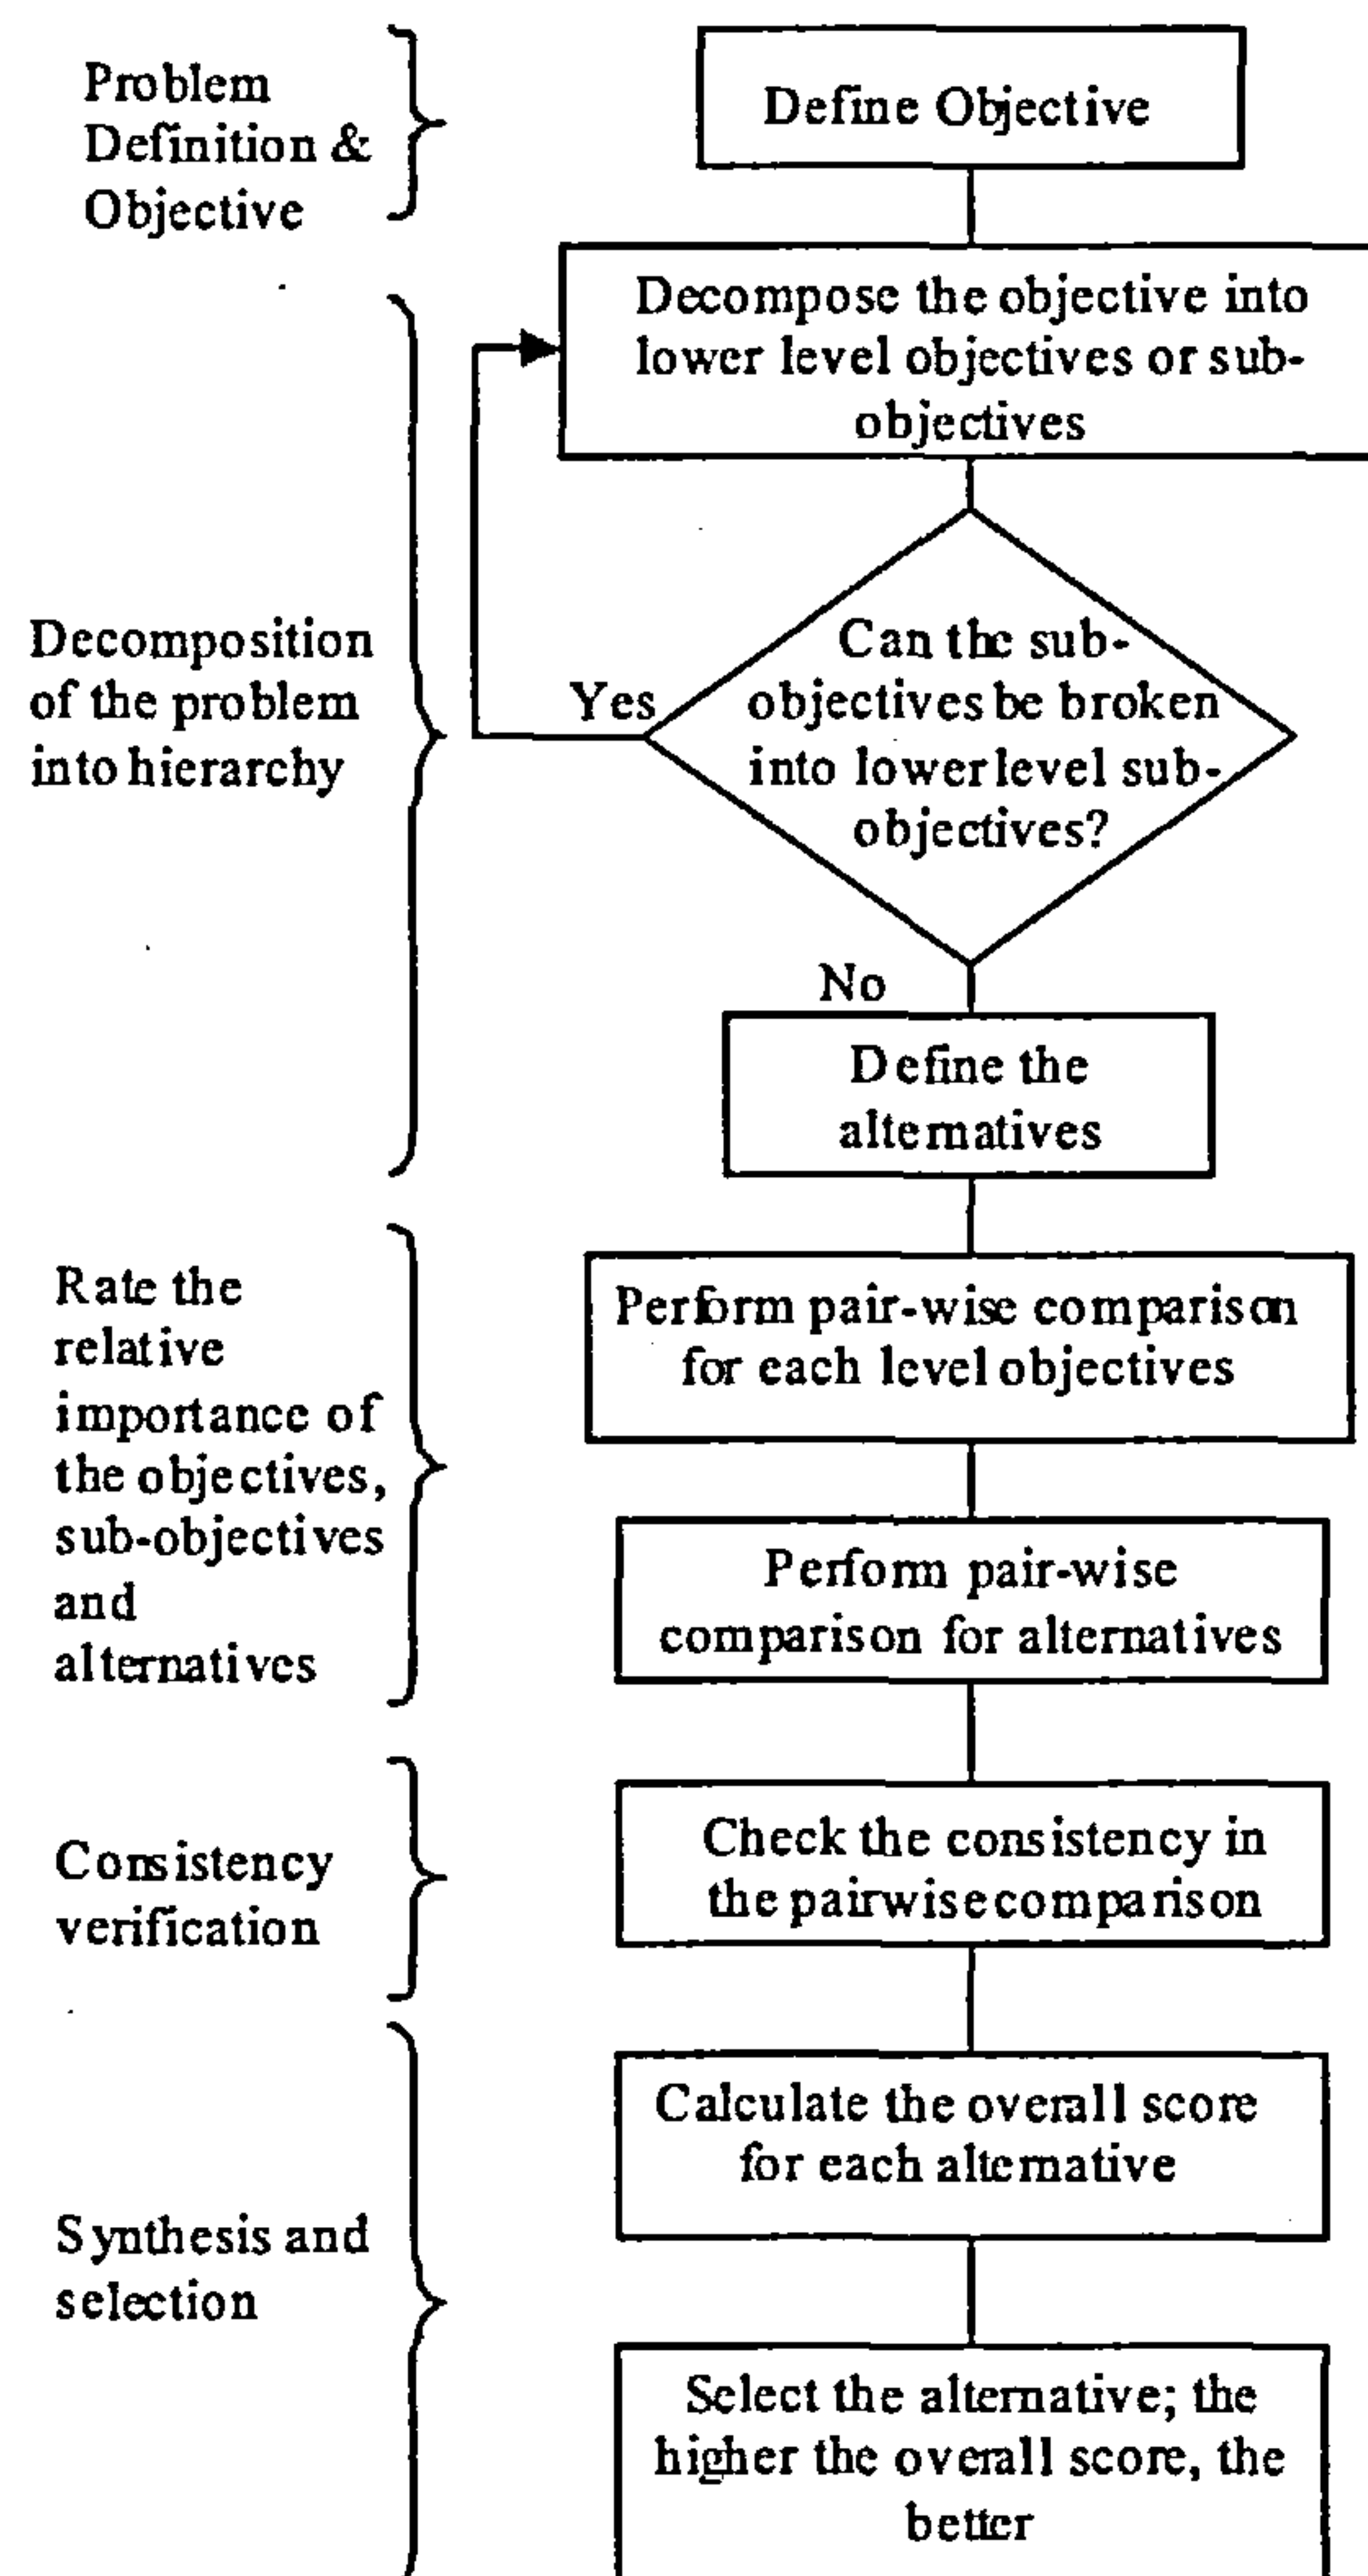 Problem
Definition &
Objective
Define Objective
Decompose the objective into
lower level objectives or sub-
objectives
Decomposition
of the problem
into hierarchy
Can the sub-
objectives be broken
into lower level sub-
objectives?
Yes
No
Define the
alternatives
Rate the
relative
importance of
the objectives,
sub-objectives
and
alternatives
Perform pair-wise comparison
for each level objectives
Perform pair-wise
comparison for alternatives
Consistency
verification
Check the consistency in
the pairwise comparison
Synthesis and
selection
Calculate the overall score
for each alternative
Select the alternative; the
higher the overall score, the
better